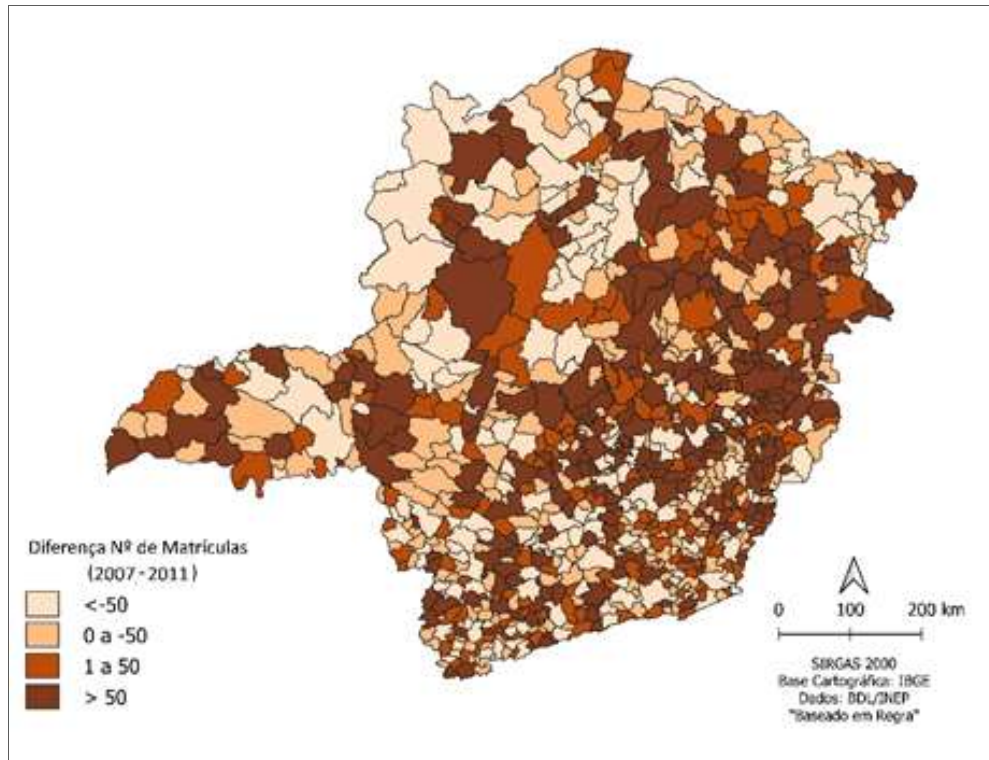 Diferença Nº de Matrículas
(2007-2011)
<-50
0 a -50
1 a 50
> 50
0 100 200 km
SIRGAS 2000
Base Cartográfica: IBGE
Dados: BDL/INEP
"Baseado em Regra"